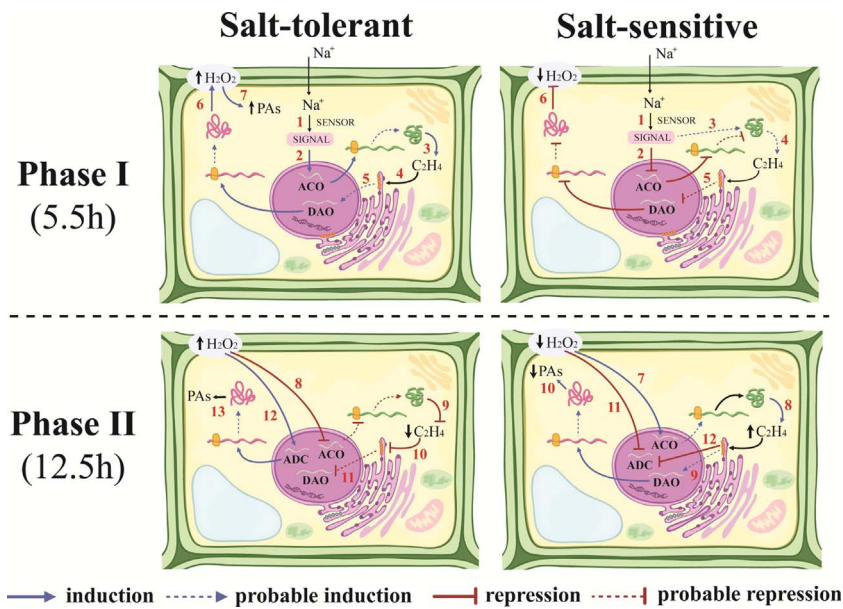 Salt-tolerant
Salt-sensitive
Phase I
(5.5h)
Na⁺
↑H₂O₂
6
7
↑PAs
Na⁺
1 SENSOR
SIGNAL
2
3
C₂H₄
4
5
ACO
DAO
Na⁺
↓H₂O₂
6
Na⁺
1 SENSOR
SIGNAL
2
3
4
C₂H₄
5
ACO
DAO
Phase II
(12.5h)
↑H₂O₂
8
12
PAs
13
9
↓C₂H₄
10
11
ADC
ACO
DAO
↓H₂O₂
↓PAs
10
7
11
8
↑C₂H₄
12
9
ACO
ADC
DAO
induction
probable induction
repression
probable repression